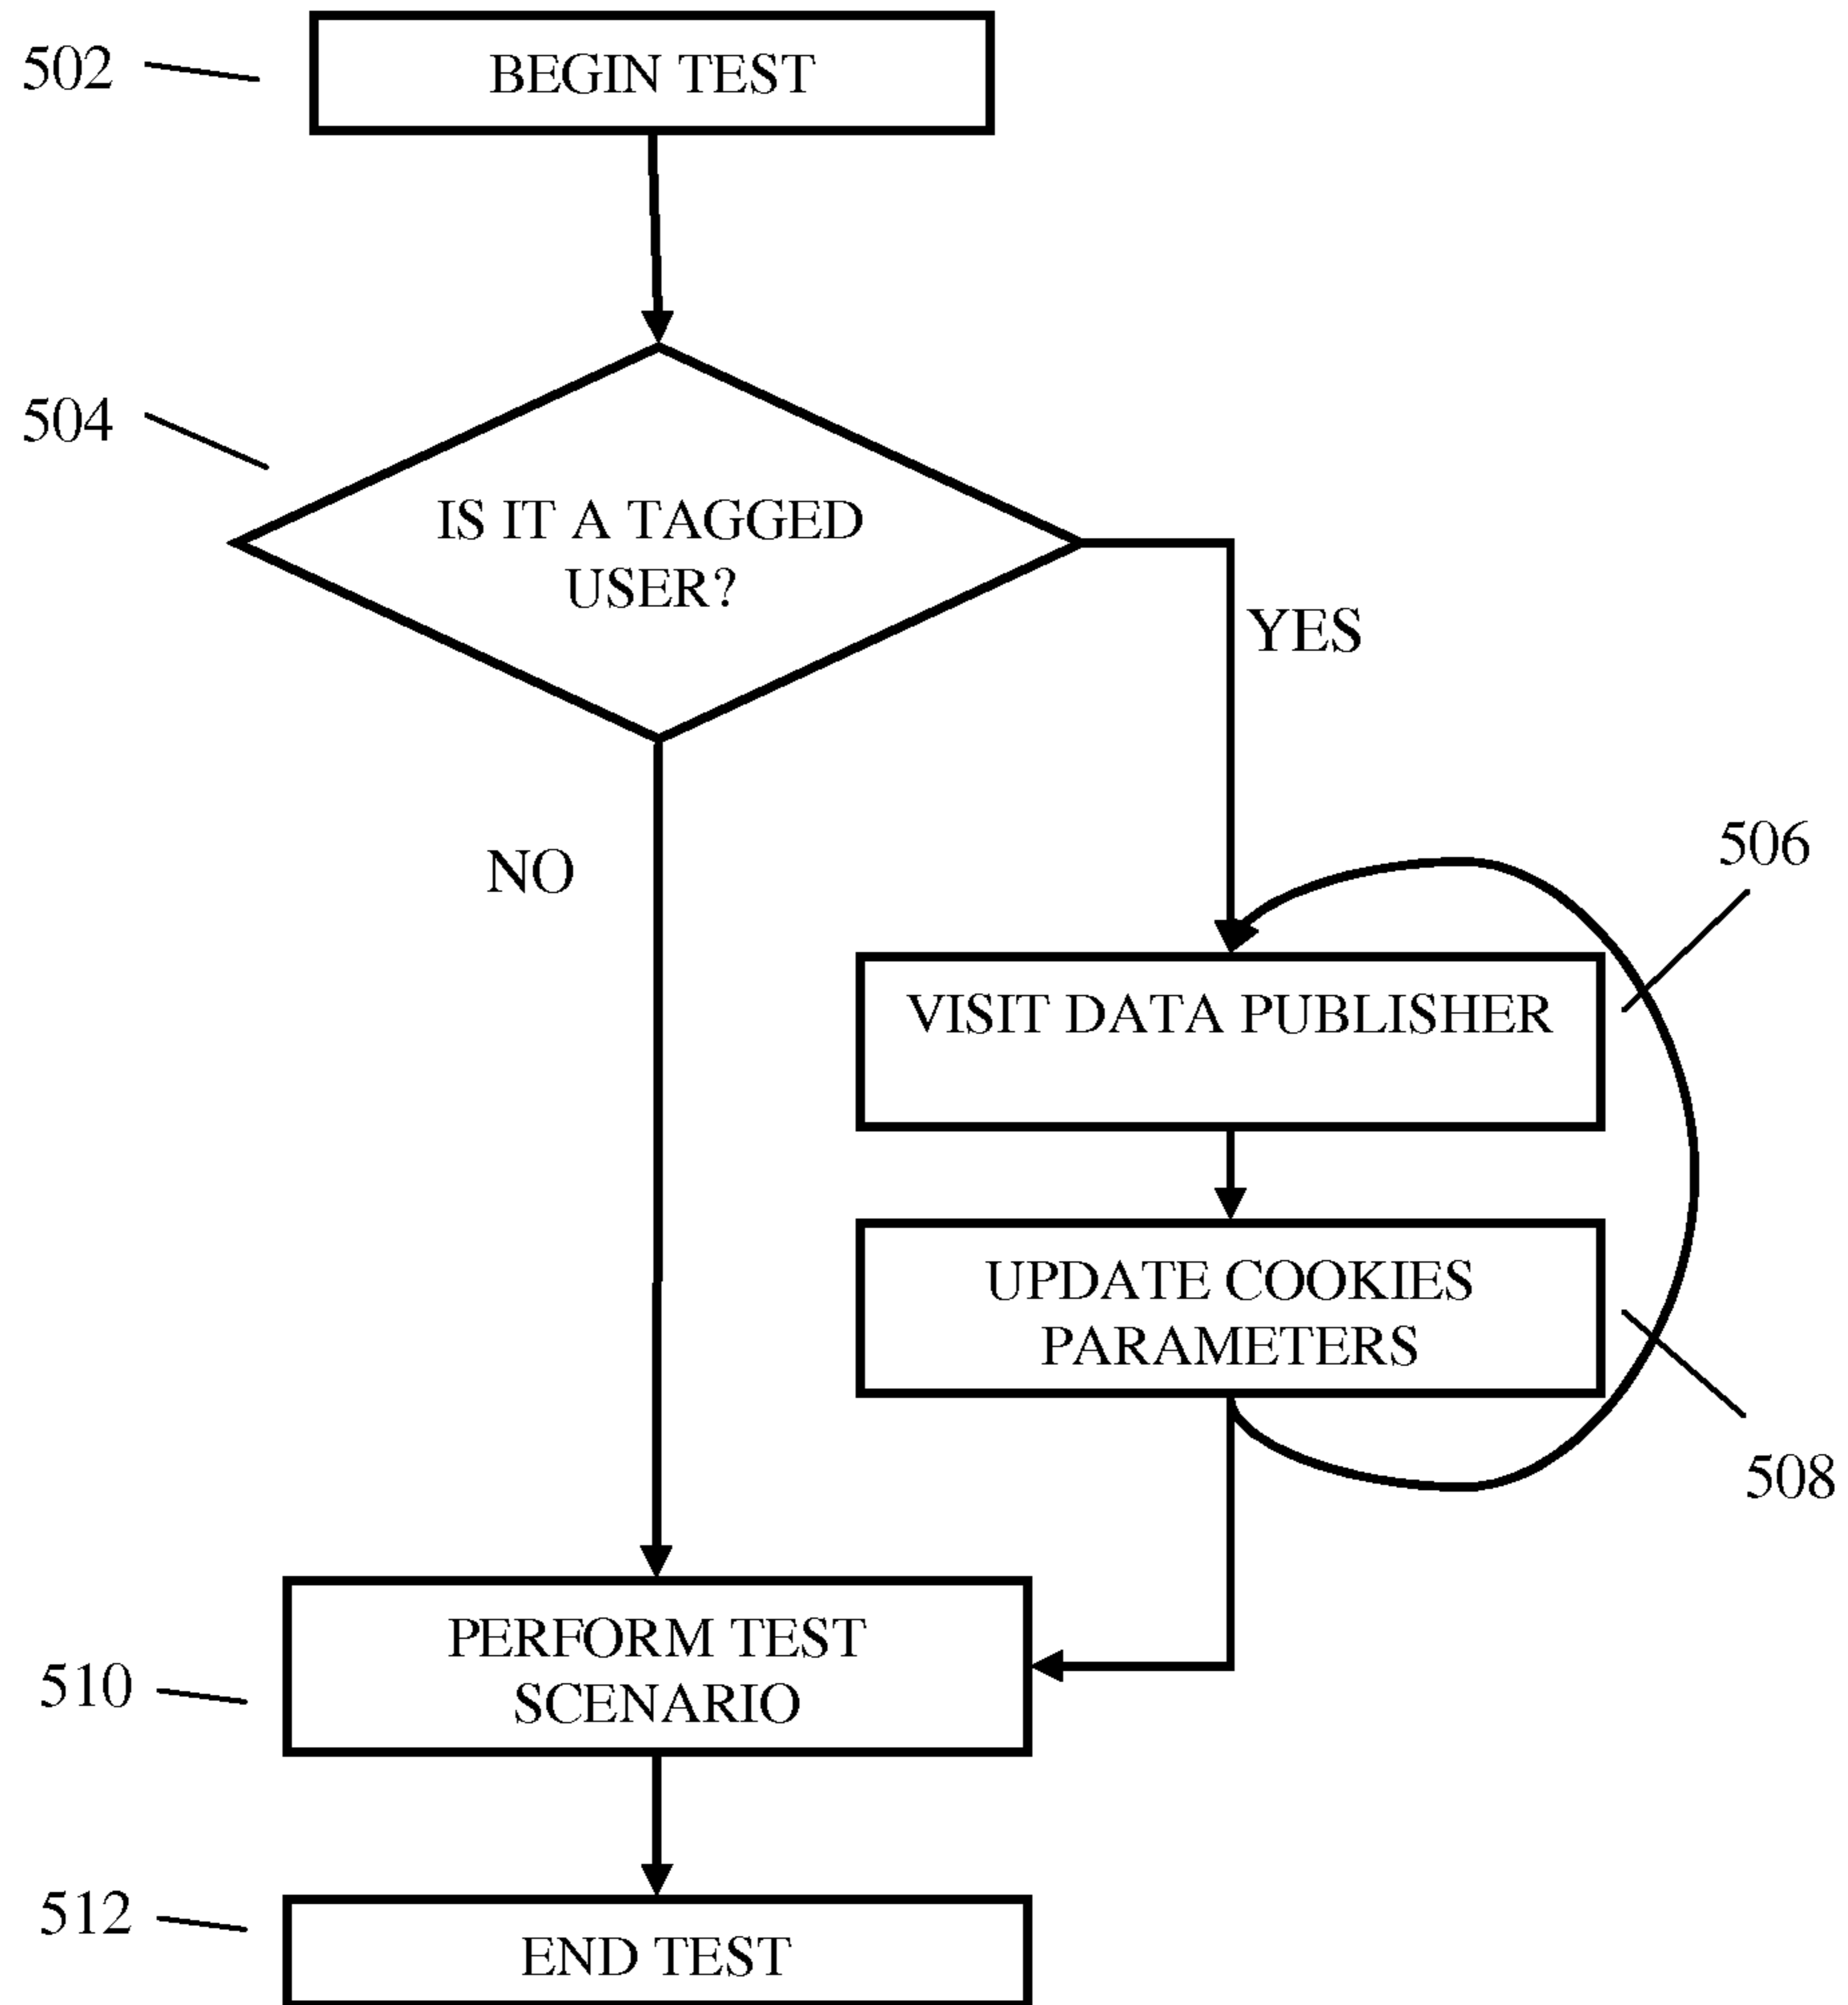 502
BEGIN TEST
504
IS IT A TAGGED
USER?
YES
NO
506
VISIT DATA PUBLISHER
UPDATE COOKIES
PARAMETERS
508
PERFORM TEST
SCENARIO
510
512
END TEST